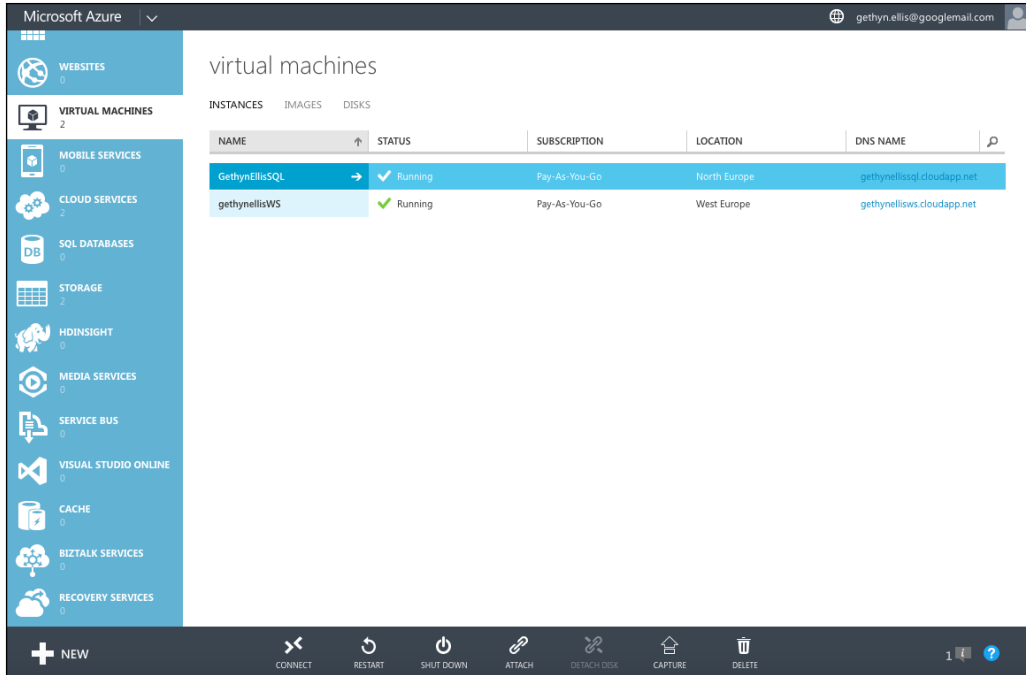 Microsoft Azure
gethyn.ellis@googlemail.com
WEBSITES
0
VIRTUAL MACHINES
2
MOBILE SERVICES
0
CLOUD SERVICES
2
SQL DATABASES
0
DB
STORAGE
2
HDINSIGHT
0
MEDIA SERVICES
0
SERVICE BUS
0
VISUAL STUDIO ONLINE
0
CACHE
0
BIZTALK SERVICES
0
RECOVERY SERVICES
0
virtual machines
INSTANCES IMAGES DISKS
NAME STATUS SUBSCRIPTION LOCATION DNS NAME
GethynEllisSQL Running Pay-As-You-Go North Europe gethynellissql.cloudapp.net
gethynellisWS Running Pay-As-You-Go West Europe gethynellisws.cloudapp.net
NEW
CONNECT RESTART SHUT DOWN ATTACH DETACH DISK CAPTURE DELETE
1 i ?